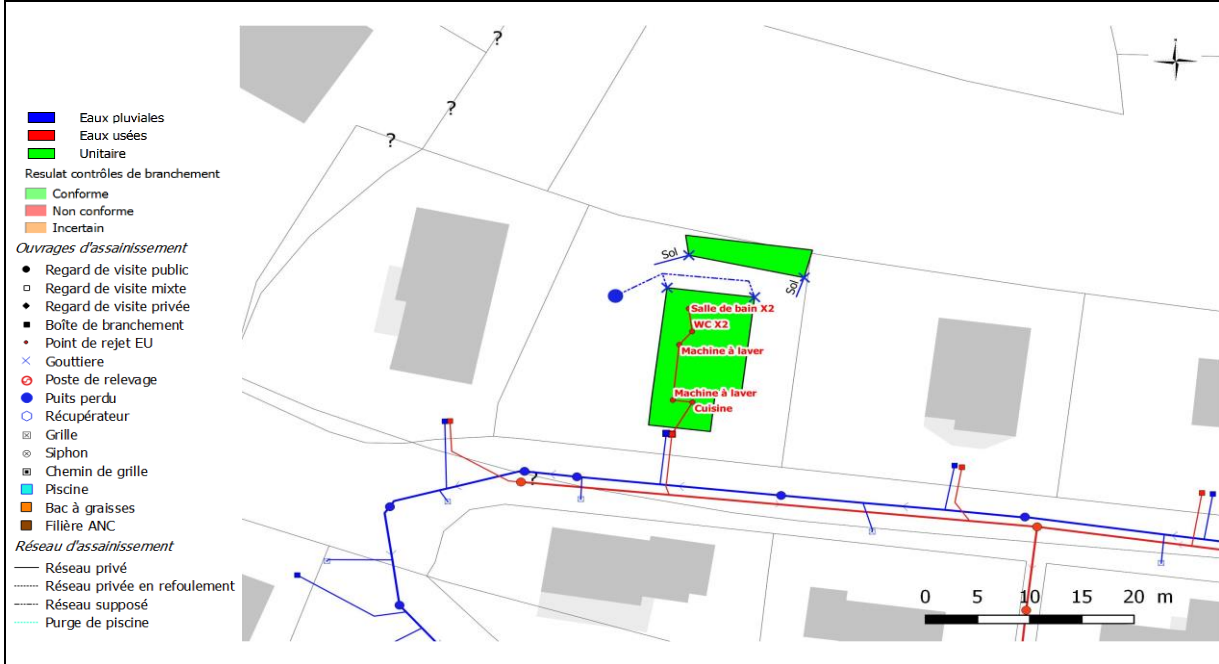 Eaux pluviales
Eaux usées
Unitaire
Resulat contrôles de branchement
Conforme
Non conforme
Incertain
Ouvrages d'assainissement
Regard de visite public
Regard de visite mixte
Regard de visite privée
Boîte de branchement
Point de rejet EU
Gouttiere
Poste de relevage
Puits perdu
Récupérateur
Grille
Siphon
Chemin de grille
Piscine
Bac à graisses
Filière ANC
Réseau d'assainissement
Réseau privé
Réseau privée en refoulement
Réseau supposé
Purge de piscine
?
?
?
Sol
Sol
Salle de bain X2
WC X2
Machine à laver
Machine à laver
Cuisine
?
0 5 10 15 20 m